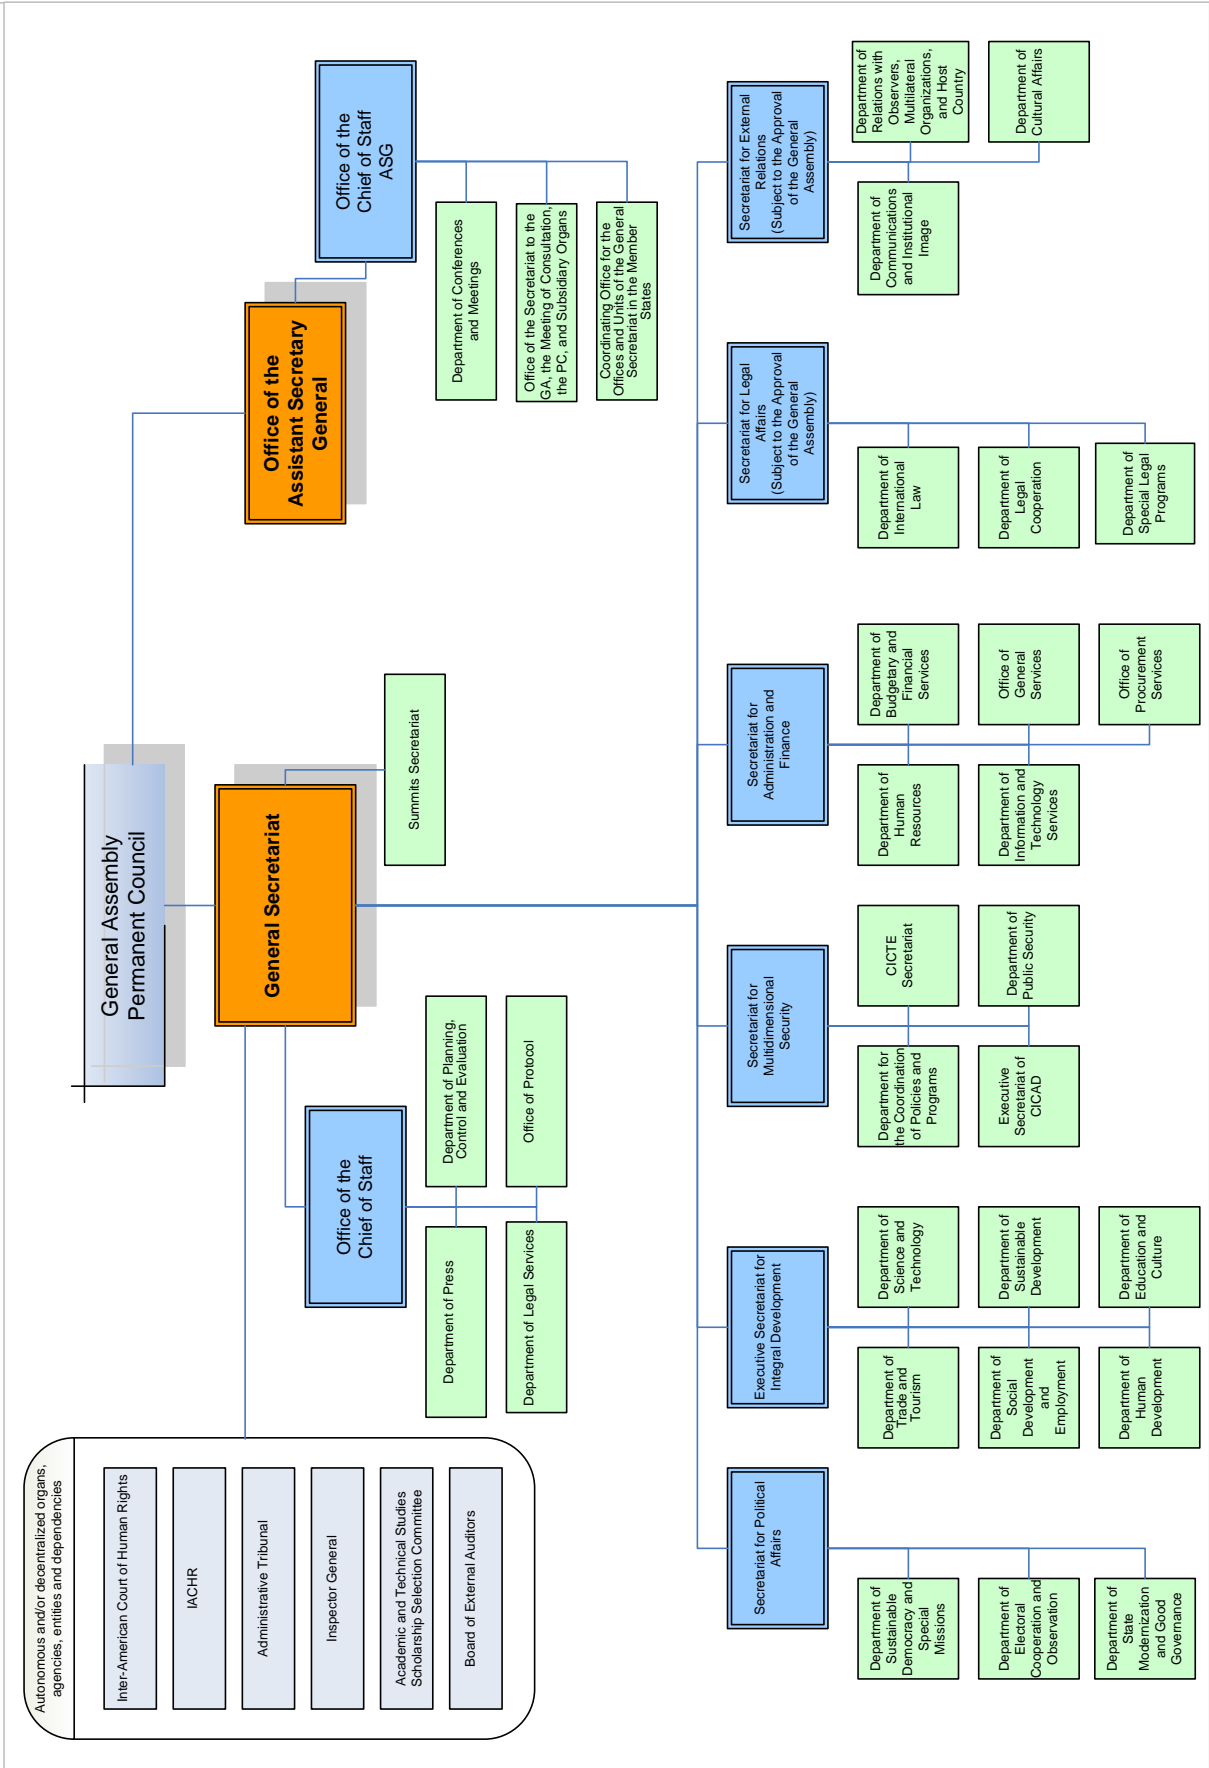 General Assembly
Permanent Council
Office of the
Assistant Secretary
General
Office of the
Chief of Staff
ASG
Department of Conferences
and Meetings
Office of the Secretariat to the
GA, the Meeting of Consultation,
the PC, and Subsidiary Organs
Coordinating Office for the
Offices and Units of the General
Secretariat in the Member
States
General Secretariat
Summits Secretariat
Office of the
Chief of Staff
Department of Press
Department of Planning,
Control and Evaluation
Department of Legal Services
Office of Protocol
Autonomous and/or decentralized organs,
agencies, entities and dependencies
Inter-American Court of Human Rights
IACHR
Administrative Tribunal
Inspector General
Academic and Technical Studies
Scholarship Selection Committee
Board of External Auditors
Secretariat for Political
Affairs
Department of
Sustainable
Democracy and
Special
Missions
Department of
Electoral
Cooperation and
Observation
Department of
State
Modernization
and Good
Governance
Executive Secretariat for
Integral Development
Department of
Trade and
Tourism
Department of
Science and
Technology
Department of
Social
Development
and
Employment
Department of
Sustainable
Development
Department of
Human
Development
Department of
Education and
Culture
Secretariat for
Multidimensional
Security
Department for
the Coordination
of Policies and
Programs
CICTE
Secretariat
Executive
Secretariat of
CICAD
Department of
Public Security
Secretariat for
Administration and
Finance
Department of
Human
Resources
Department of
Budgetary and
Financial
Services
Department of
Information and
Technology
Services
Office of
General
Services
Office of
Procurement
Services
Secretariat for Legal
Affairs
(Subject to the Approval
of the General
Assembly)
Department of
International
Law
Department of
Legal
Cooperation
Department of
Special Legal
Programs
Secretariat for External
Relations
(Subject to the Approval
of the General
Assembly)
Department of
Communications
and Institutional
Image
Department of
Relations with
Observers,
Multilateral
Organizations,
and Host
Country
Department of
Cultural Affairs